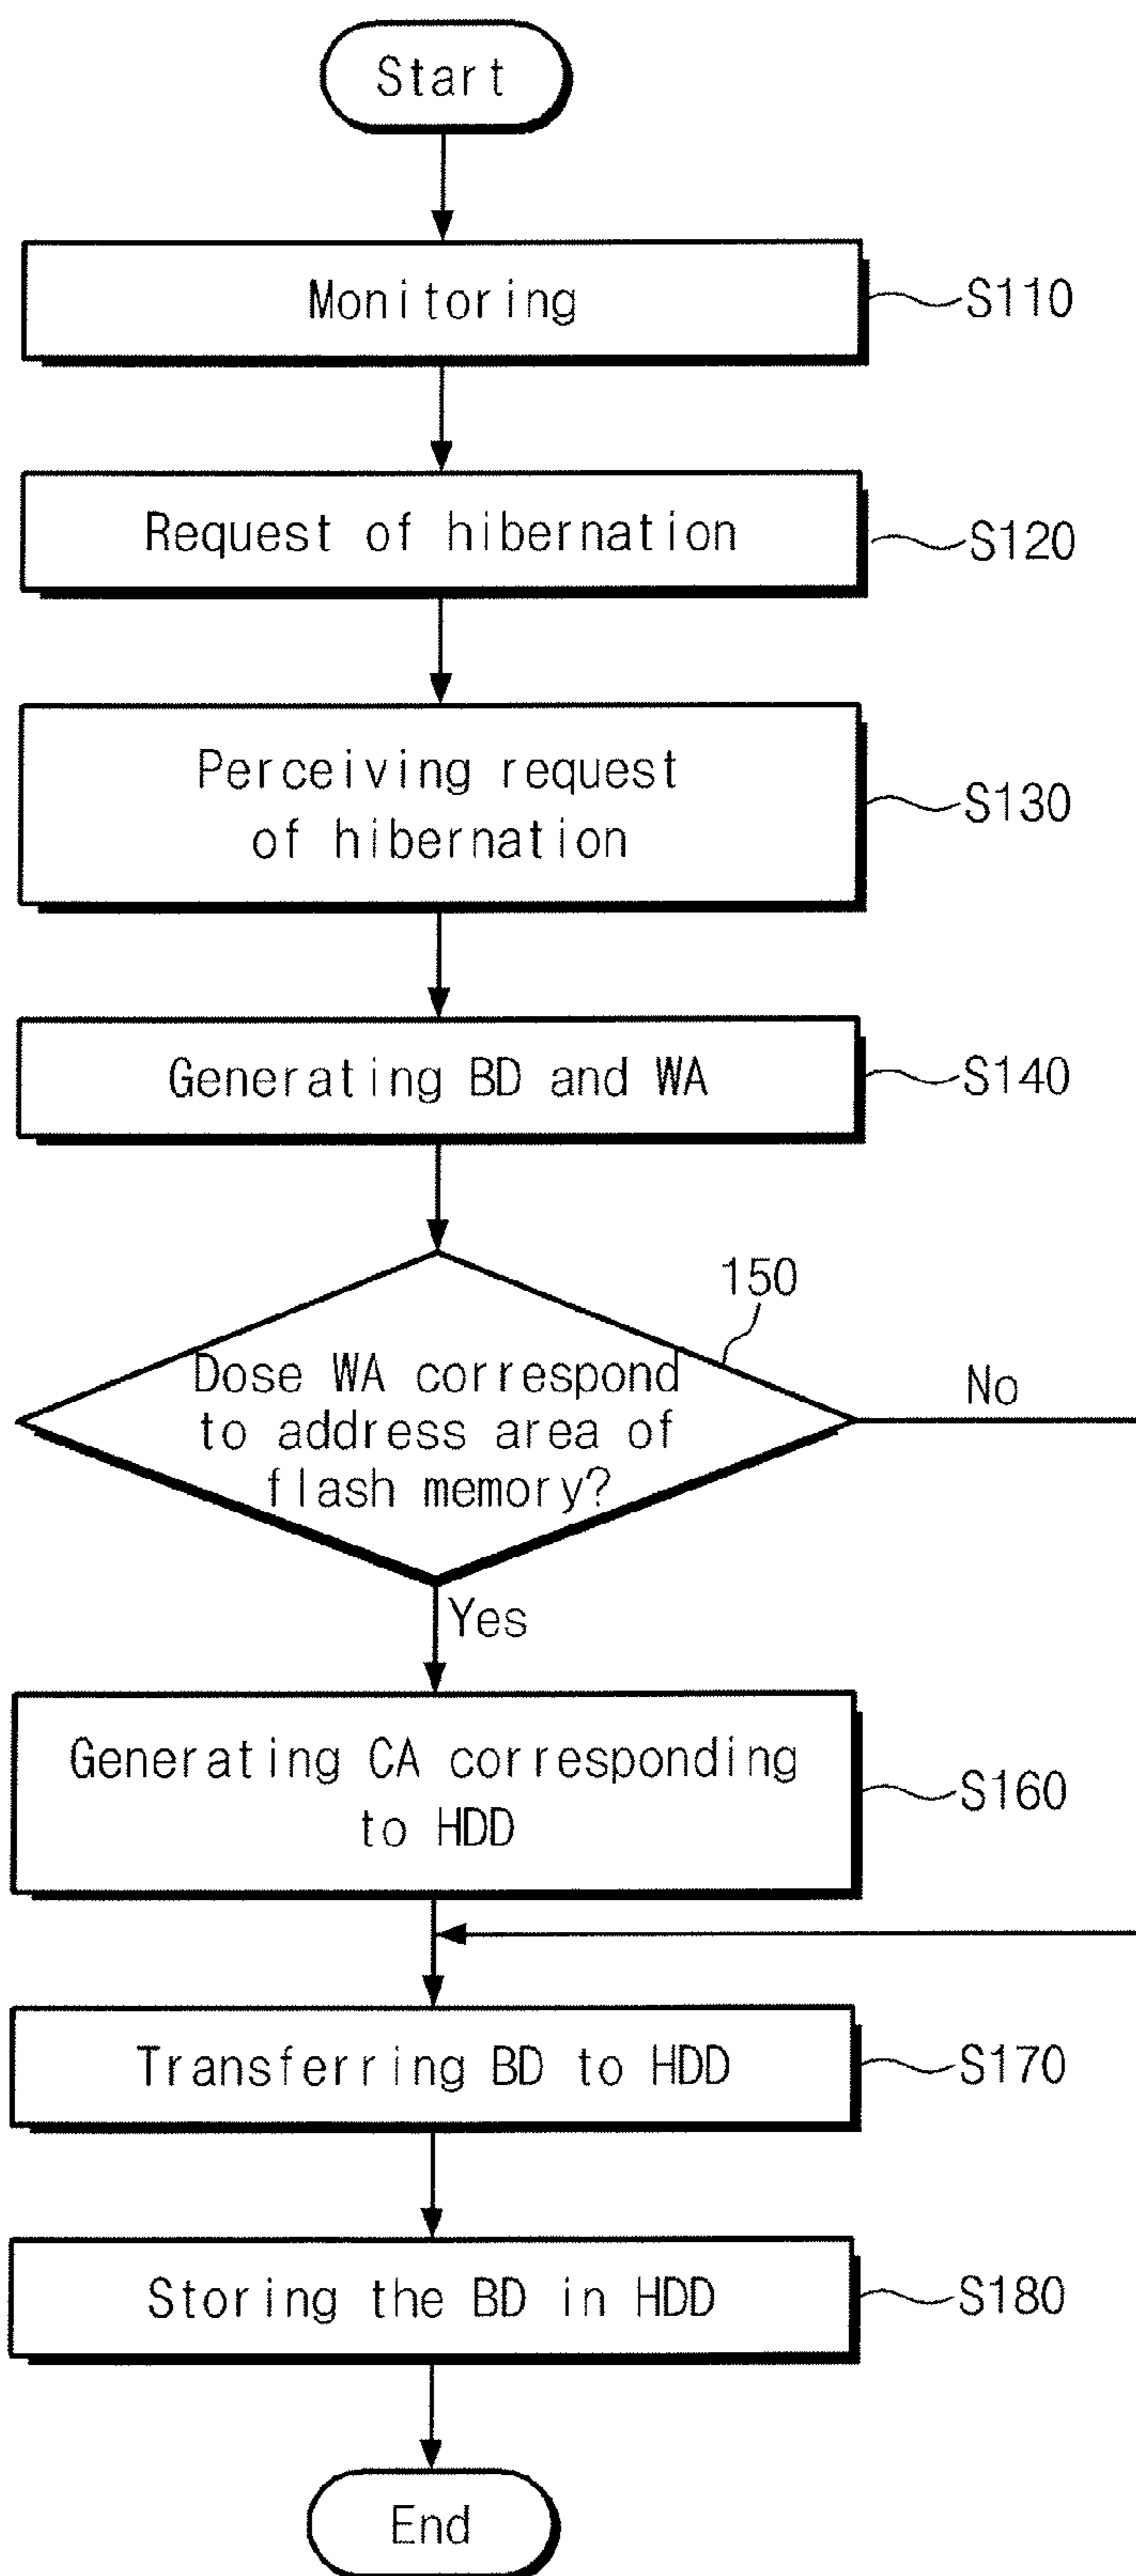 Start
Monitoring
S110
Request of hibernation
S120
Perceiving request
of hibernation
S130
Generating BD and WA
S140
150
Dose WA correspond
to address area of
flash memory?
No
Yes
Generating CA corresponding
to HDD
S160
Transferring BD to HDD
S170
Storing the BD in HDD
S180
End